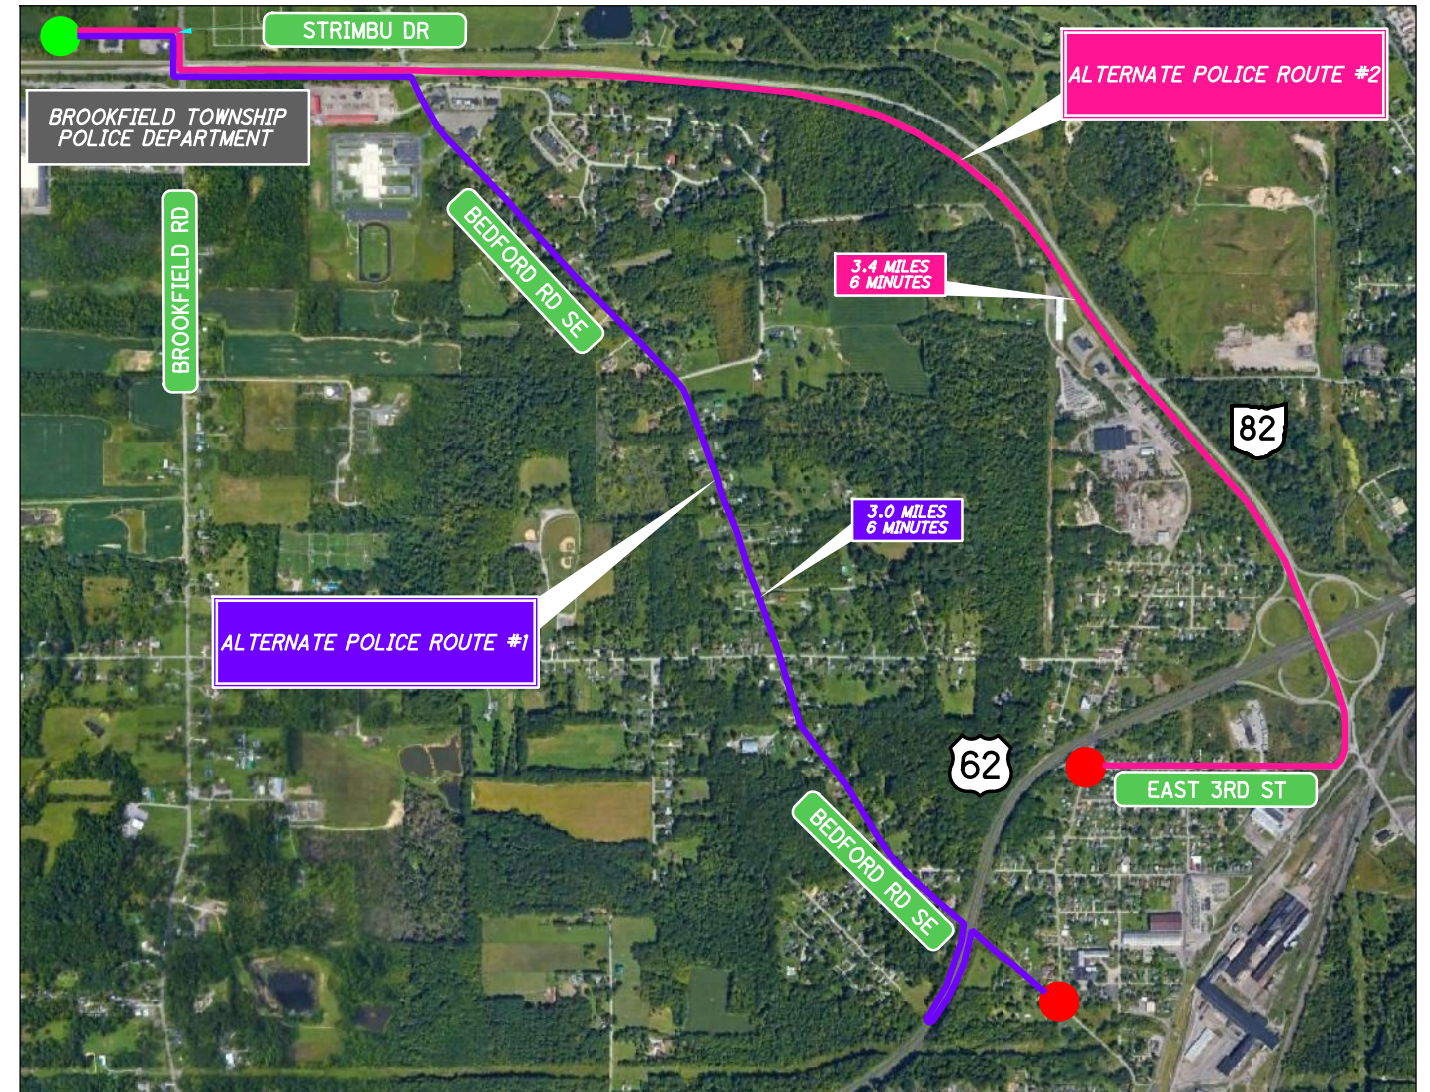 STRIMBU DR
ALTERNATE POLICE ROUTE #2
BROOKFIELD TOWNSHIP
POLICE DEPARTMENT
BROOKFIELD RD
BEDFORD RD SE
3.4 MILES
6 MINUTES
82
3.0 MILES
6 MINUTES
ALTERNATE POLICE ROUTE #1
62
EAST 3RD ST
BEDFORD RD SE